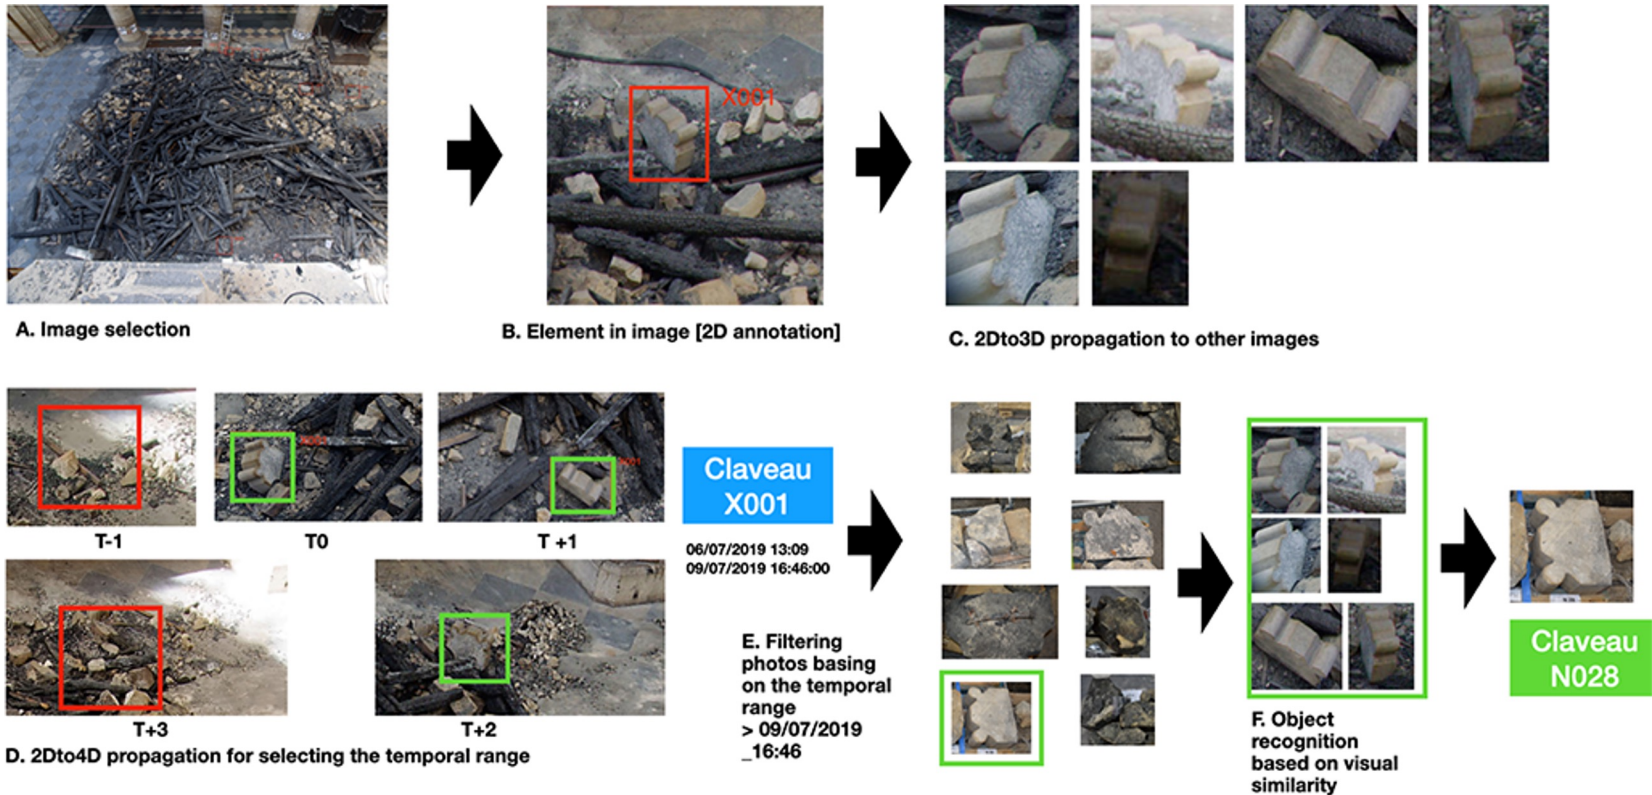 X001
A. Image selection
B. Element in image [2D annotation]
C. 2Dto3D propagation to other images
X001
X001
T-1
T0
T +1
Claveau
X001
06/07/2019 13:09
09/07/2019 16:46:00
T+3
T+2
D. 2Dto4D propagation for selecting the temporal range
E. Filtering
photos basing
on the temporal
range
> 09/07/2019
_16:46
F. Object
recognition
based on visual
similarity
Claveau
N028